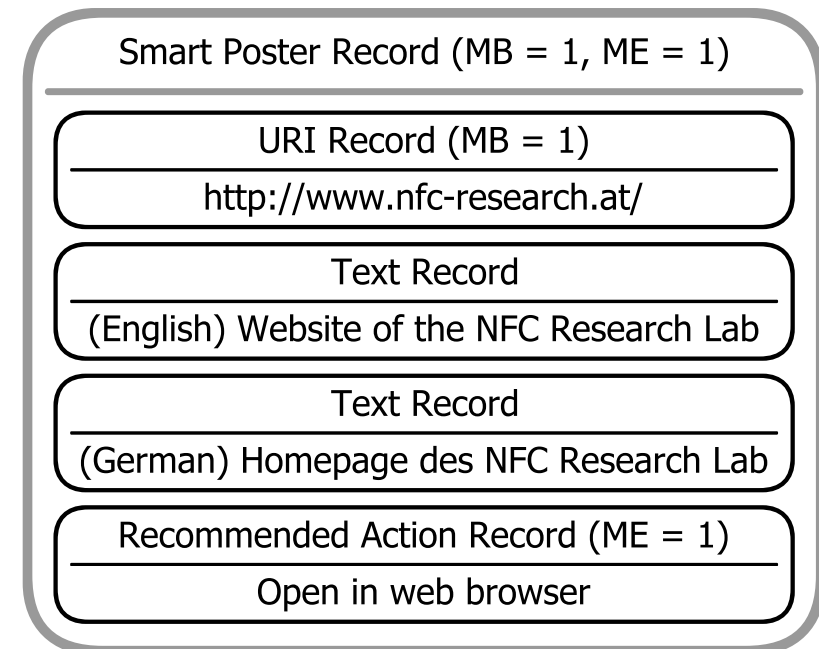 Smart Poster Record (MB = 1, ME = 1)
URI Record (MB = 1)
http://www.nfc-research.at/
Text Record
(English) Website of the NFC Research Lab
Text Record
(German) Homepage des NFC Research Lab
Recommended Action Record (ME = 1)
Open in web browser